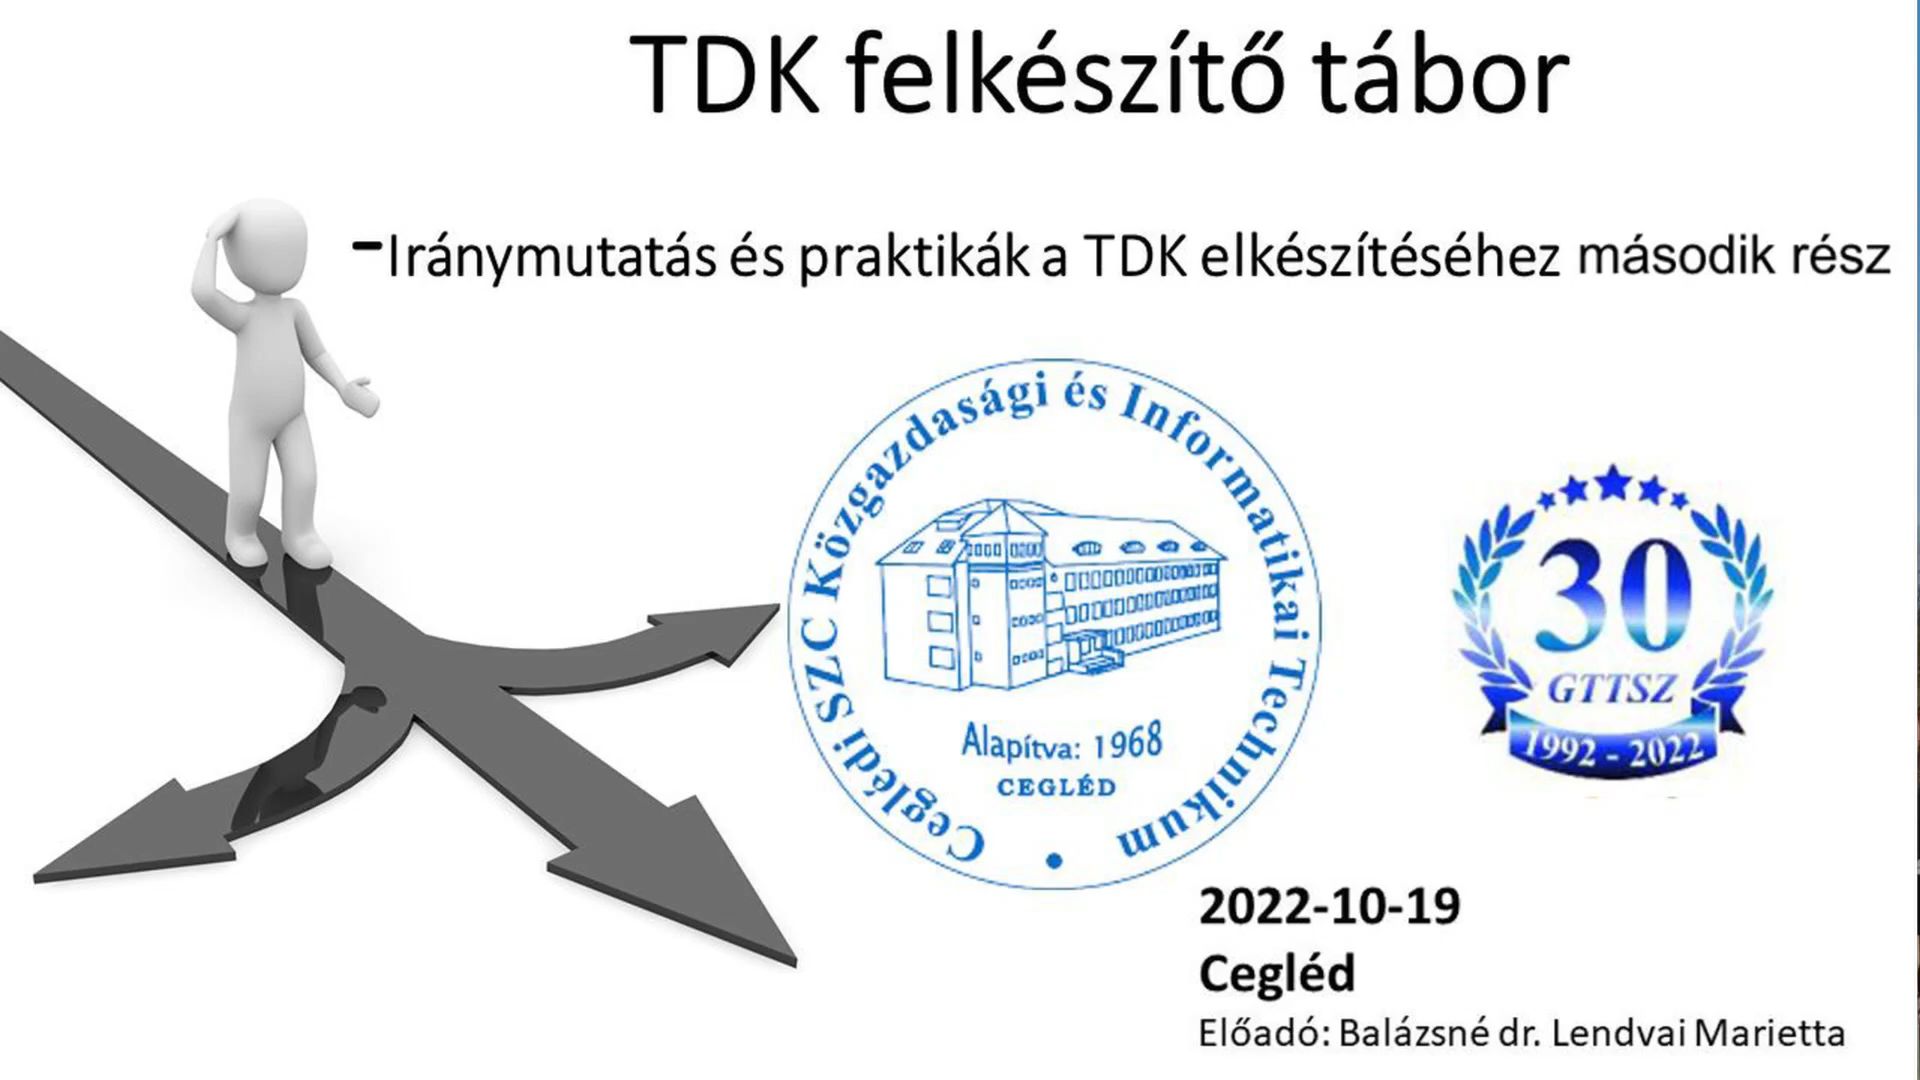 TDK felkészítő tábor
-Iránymutatás és praktikák a TDK elkészítéséhez második rész
Ceglédi SZC Közgazdasági és Informatikai Technikum
Alapítva: 1968
CEGLÉD
30
GTTSZ
1992 - 2022
2022-10-19
Cegléd
Előadó: Balázsné dr. Lendvai Marietta